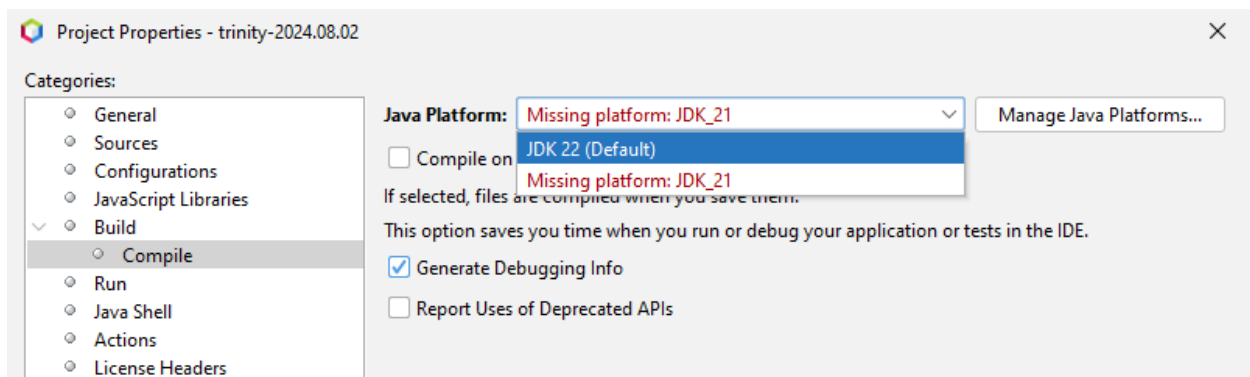 Project Properties - trinity-2024.08.02
Categories:
General
Sources
Configurations
JavaScript Libraries
Build
Compile
Run
Java Shell
Actions
License Headers
Java Platform: Missing platform: JDK_21 Manage Java Platforms...
JDK 22 (Default)
Missing platform: JDK_21
Compile on
If selected, files are compiled when you save them.
This option saves you time when you run or debug your application or tests in the IDE.
Generate Debugging Info
Report Uses of Deprecated APIs